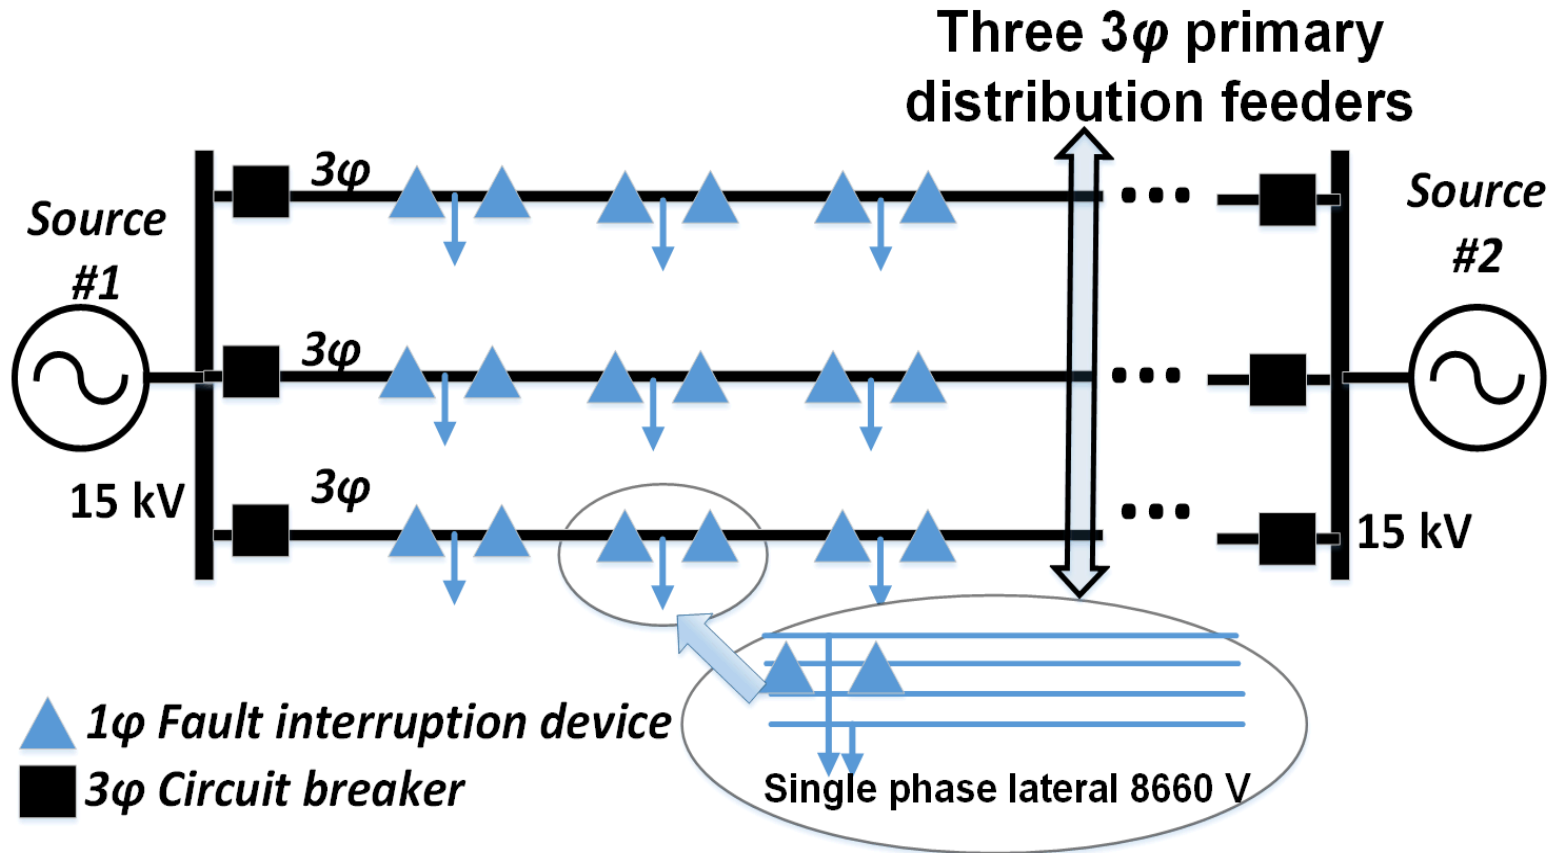 Three 3φ primary
distribution feeders
3φ
Source
#1
Source
#2
3φ
3φ
15 kV
15 kV
1φ Fault interruption device
3φ Circuit breaker
Single phase lateral 8660 V